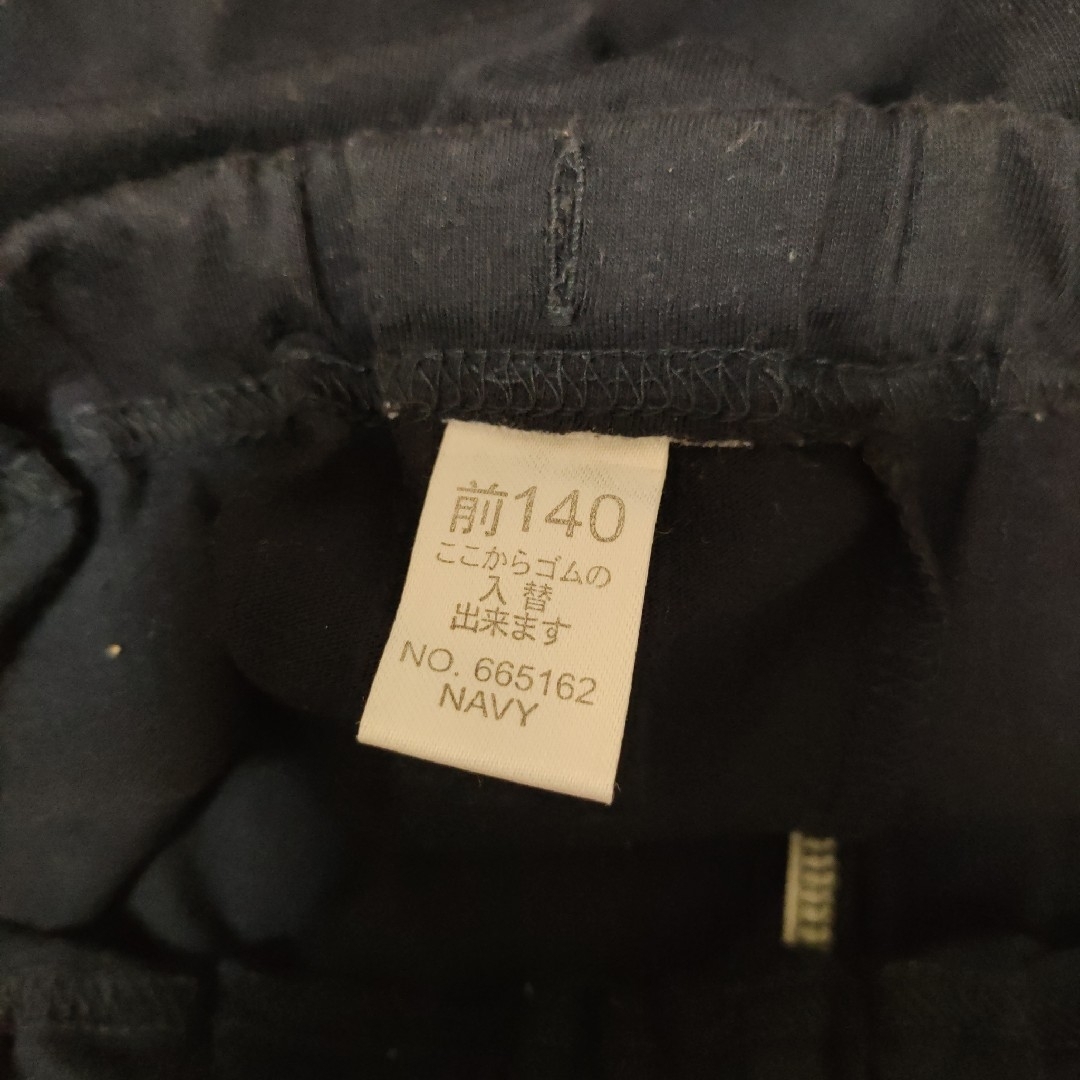 前140
ここからゴムの
入替
出来ます
NO. 665162
NAVY